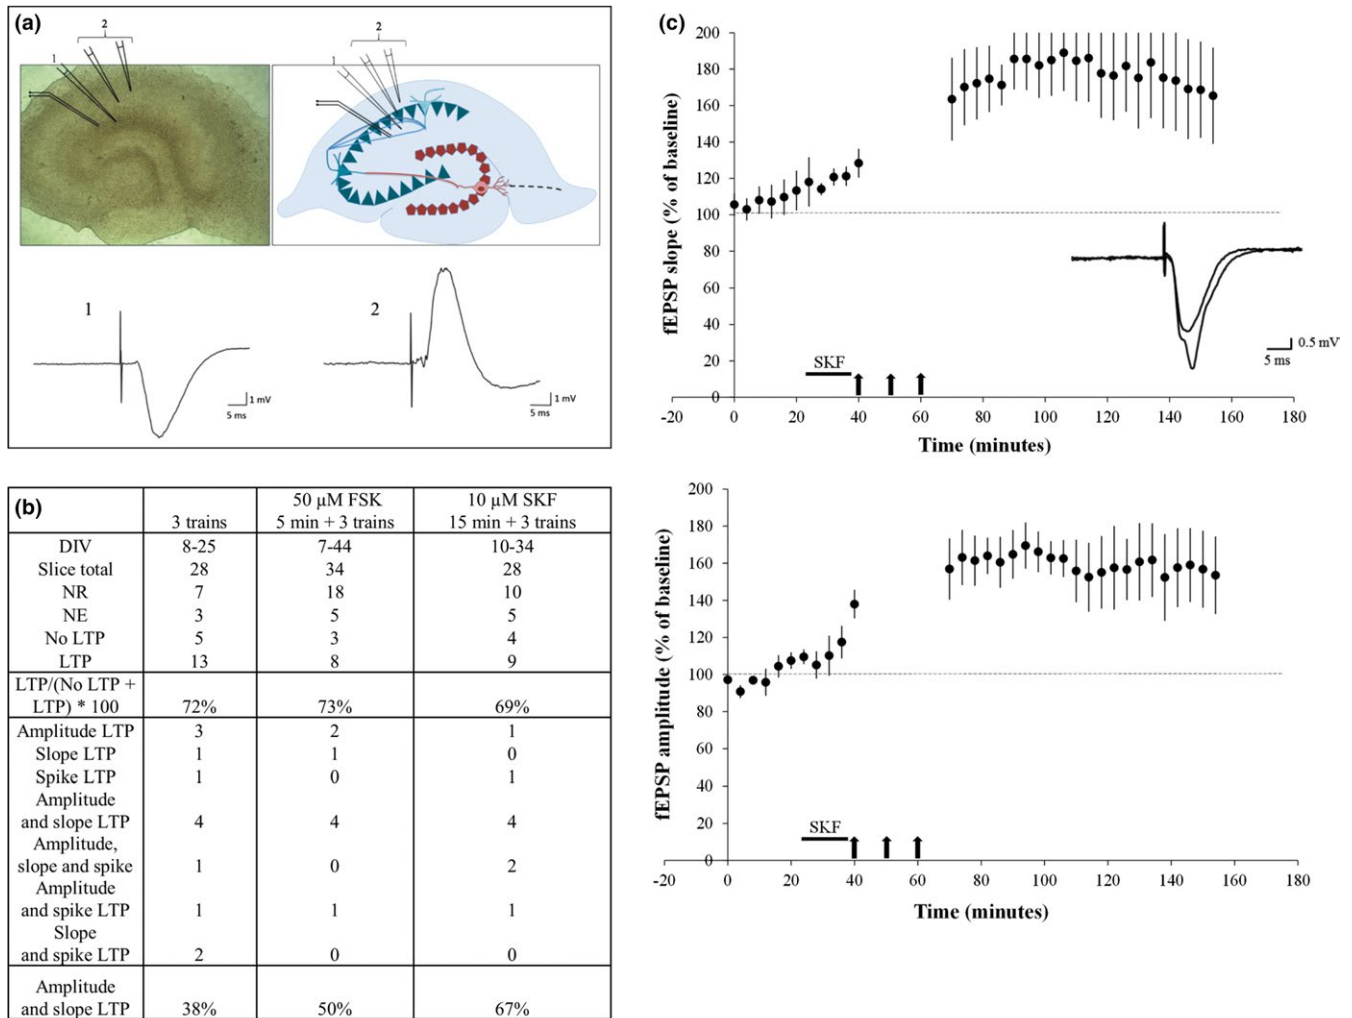 (a)
2
1
2
1
1
1 mV
5 ms
2
1 mV
5 ms
(b)
3 trains
50 µM FSK
5 min + 3 trains
10 µM SKF
15 min + 3 trains
DIV 8-25 7-44 10-34
Slice total 28 34 28
NR 7 18 10
NE 3 5 5
No LTP 5 3 4
LTP 13 8 9
LTP/(No LTP +
LTP) * 100 72% 73% 69%
Amplitude LTP 3 2 1
Slope LTP 1 1 0
Spike LTP 1 0 1
Amplitude
and slope LTP 4 4 4
Amplitude,
slope and spike 1 0 2
Amplitude
and spike LTP 1 1 1
Slope
and spike LTP 2 0 0
Amplitude
and slope LTP 38% 50% 67%
(c)
fEPSP slope (% of baseline)
200
180
160
140
120
100
80
60
40
20
0
SKF
0.5 mV
5 ms
-20 0 20 40 60 80 100 120 140 160 180
Time (minutes)
fEPSP amplitude (% of baseline)
200
180
160
140
120
100
80
60
40
20
0
SKF
-20 0 20 40 60 80 100 120 140 160 180
Time (minutes)